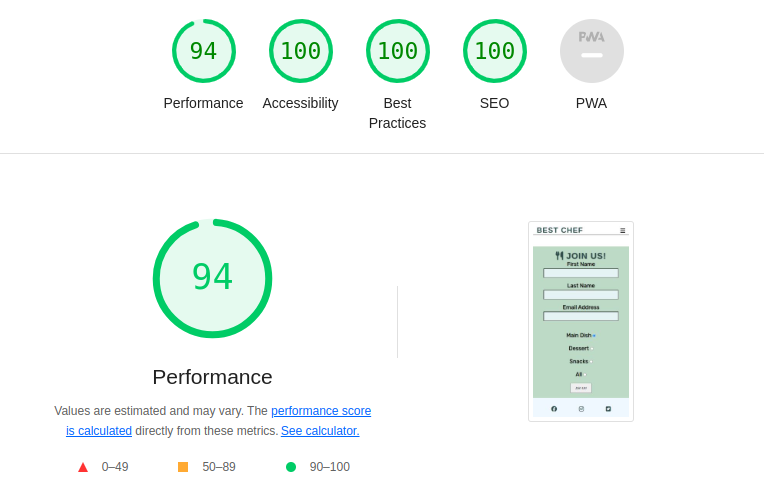 94
100
100
100
PWA
Performance
Accessibility
Best
Practices
SEO
PWA
94
Performance
Values are estimated and may vary. The performance score
is calculated directly from these metrics. See calculator.
0–49
50–89
90–100
BEST CHEF
JOIN US!
First Name
Last Name
Email Address
Main Dish
Dessert
Snacks
All
Join Us!